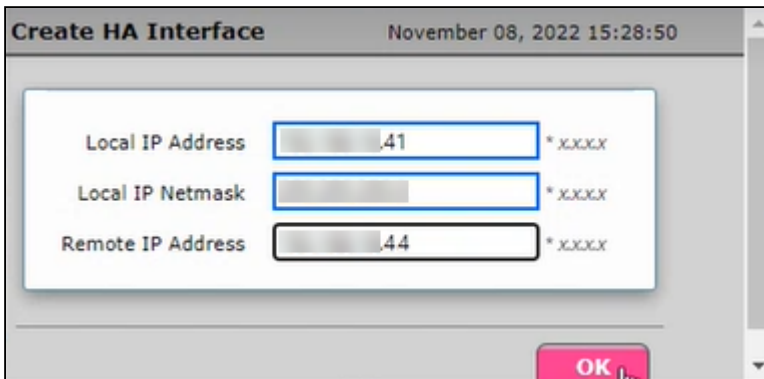 Create HA Interface November 08, 2022 15:28:50
Local IP Address .41 * x.x.x.x
Local IP Netmask * x.x.x.x
Remote IP Address .44 * x.x.x.x
OK